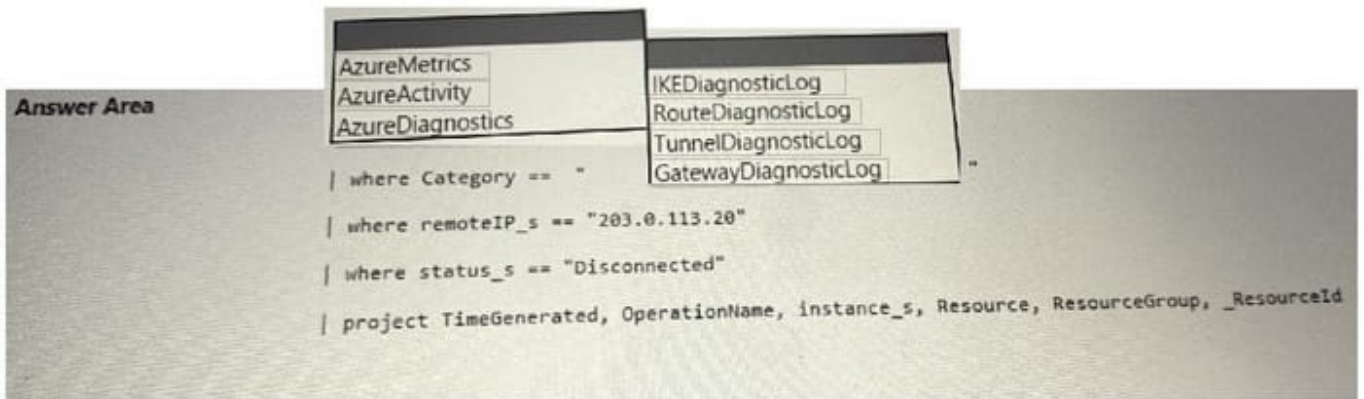 AzureMetrics
AzureActivity
AzureDiagnostics
IKEDiagnosticLog
RouteDiagnosticLog
TunnelDiagnosticLog
GatewayDiagnosticLog
Answer Area
| where Category == " "
| where remoteIP_s == "203.0.113.20"
| where status_s == "Disconnected"
| project TimeGenerated, OperationName, instance_s, Resource, ResourceGroup, _ResourceId